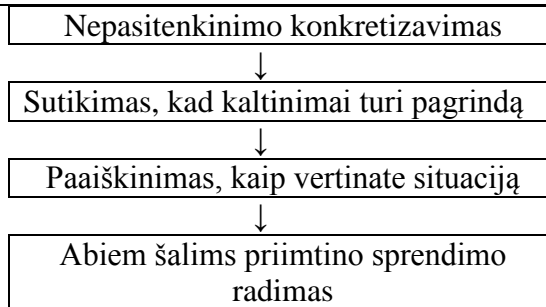 Nepasitenkinimo konkretizavimas
↓
Sutikimas, kad kaltinimai turi pagrindą
↓
Paaiškinimas, kaip vertinate situaciją
↓
Abiem šalims priimtino sprendimo
radimas